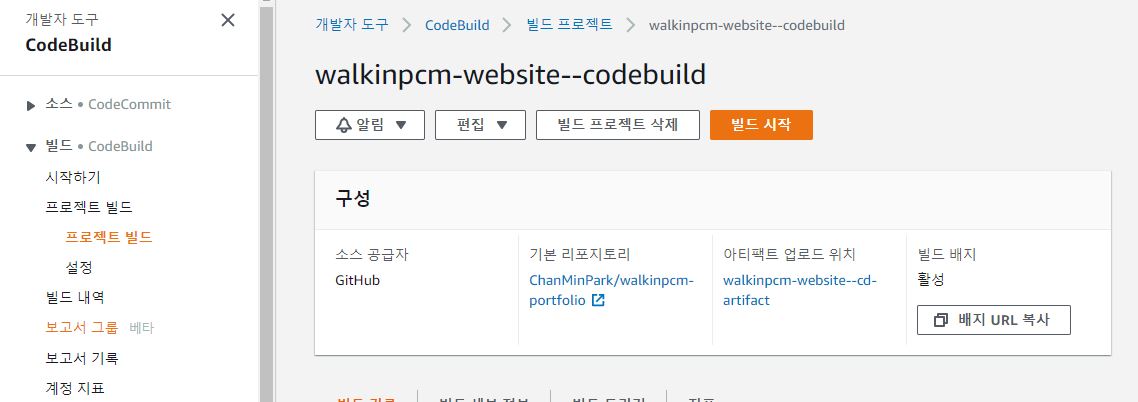 개발자 도구
CodeBuild
소스 • CodeCommit
빌드 • CodeBuild
시작하기
프로젝트 빌드
프로젝트 빌드
설정
빌드 내역
보고서 그룹 베타
보고서 기록
계정 지표
개발자 도구 > CodeBuild > 빌드 프로젝트 > walkinpcm-website--codebuild
walkinpcm-website--codebuild
알림 편집 빌드 프로젝트 삭제 빌드 시작
구성
소스 공급자
GitHub
기본 리포지토리
ChanMinPark/walkinpcm-
portfolio
아티팩트 업로드 위치
walkinpcm-website--cd-
artifact
빌드 배지
활성
배지 URL 복사